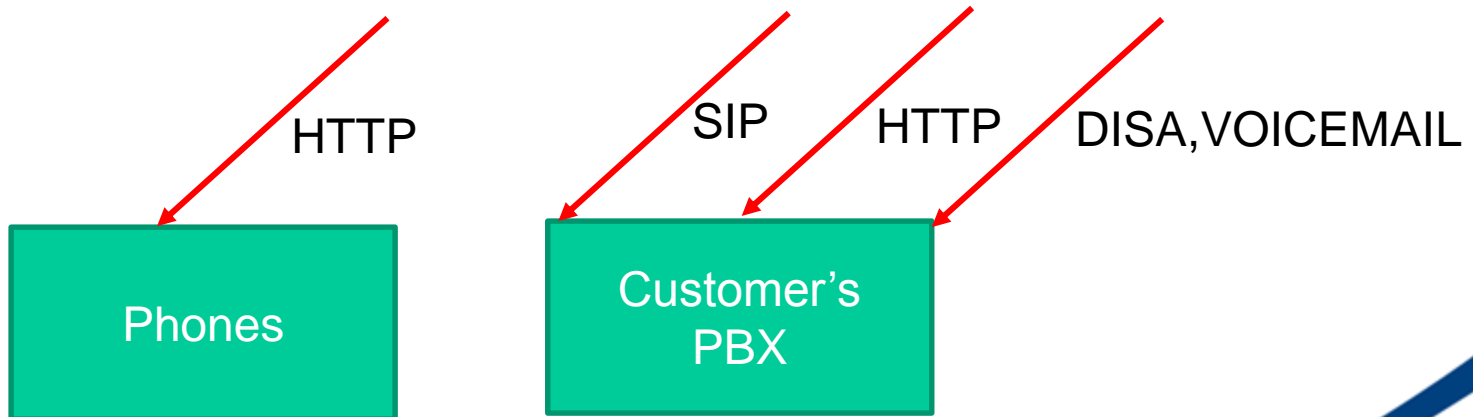 HTTP
SIP
HTTP
DISA,VOICEMAIL
Phones
Customer’s
PBX